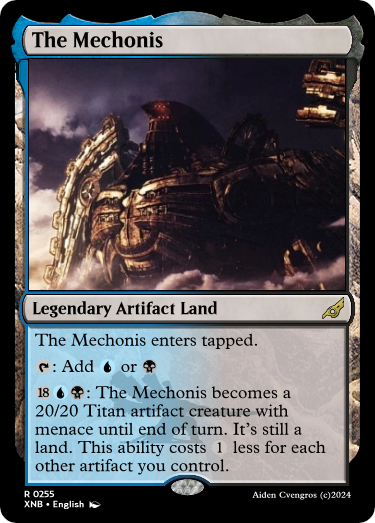 The Mechonis
Legendary Artifact Land
The Mechonis enters tapped.
: Add or
18 : The Mechonis becomes a
20/20 Titan artifact creature with
menace until end of turn. It's still a
land. This ability costs 1 less for each
other artifact you control.
R 0255
XNB • English
Aiden Cvengros (c)2024